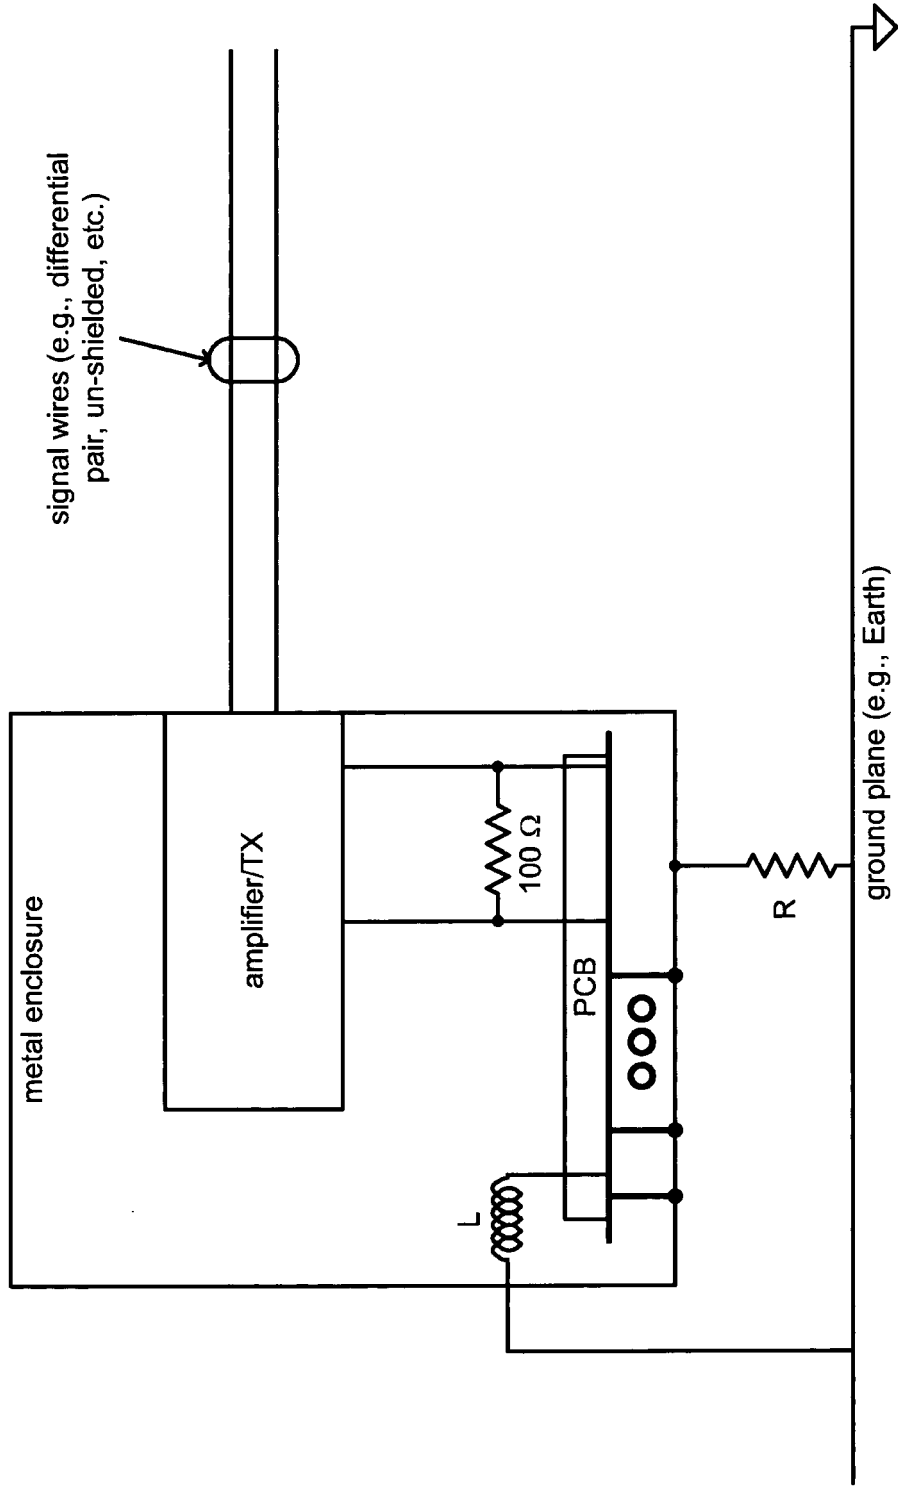 signal wires (e.g., differential
pair, un-shielded, etc.)
metal enclosure
amplifier/TX
100 Ω
L
PCB
R
ground plane (e.g., Earth)